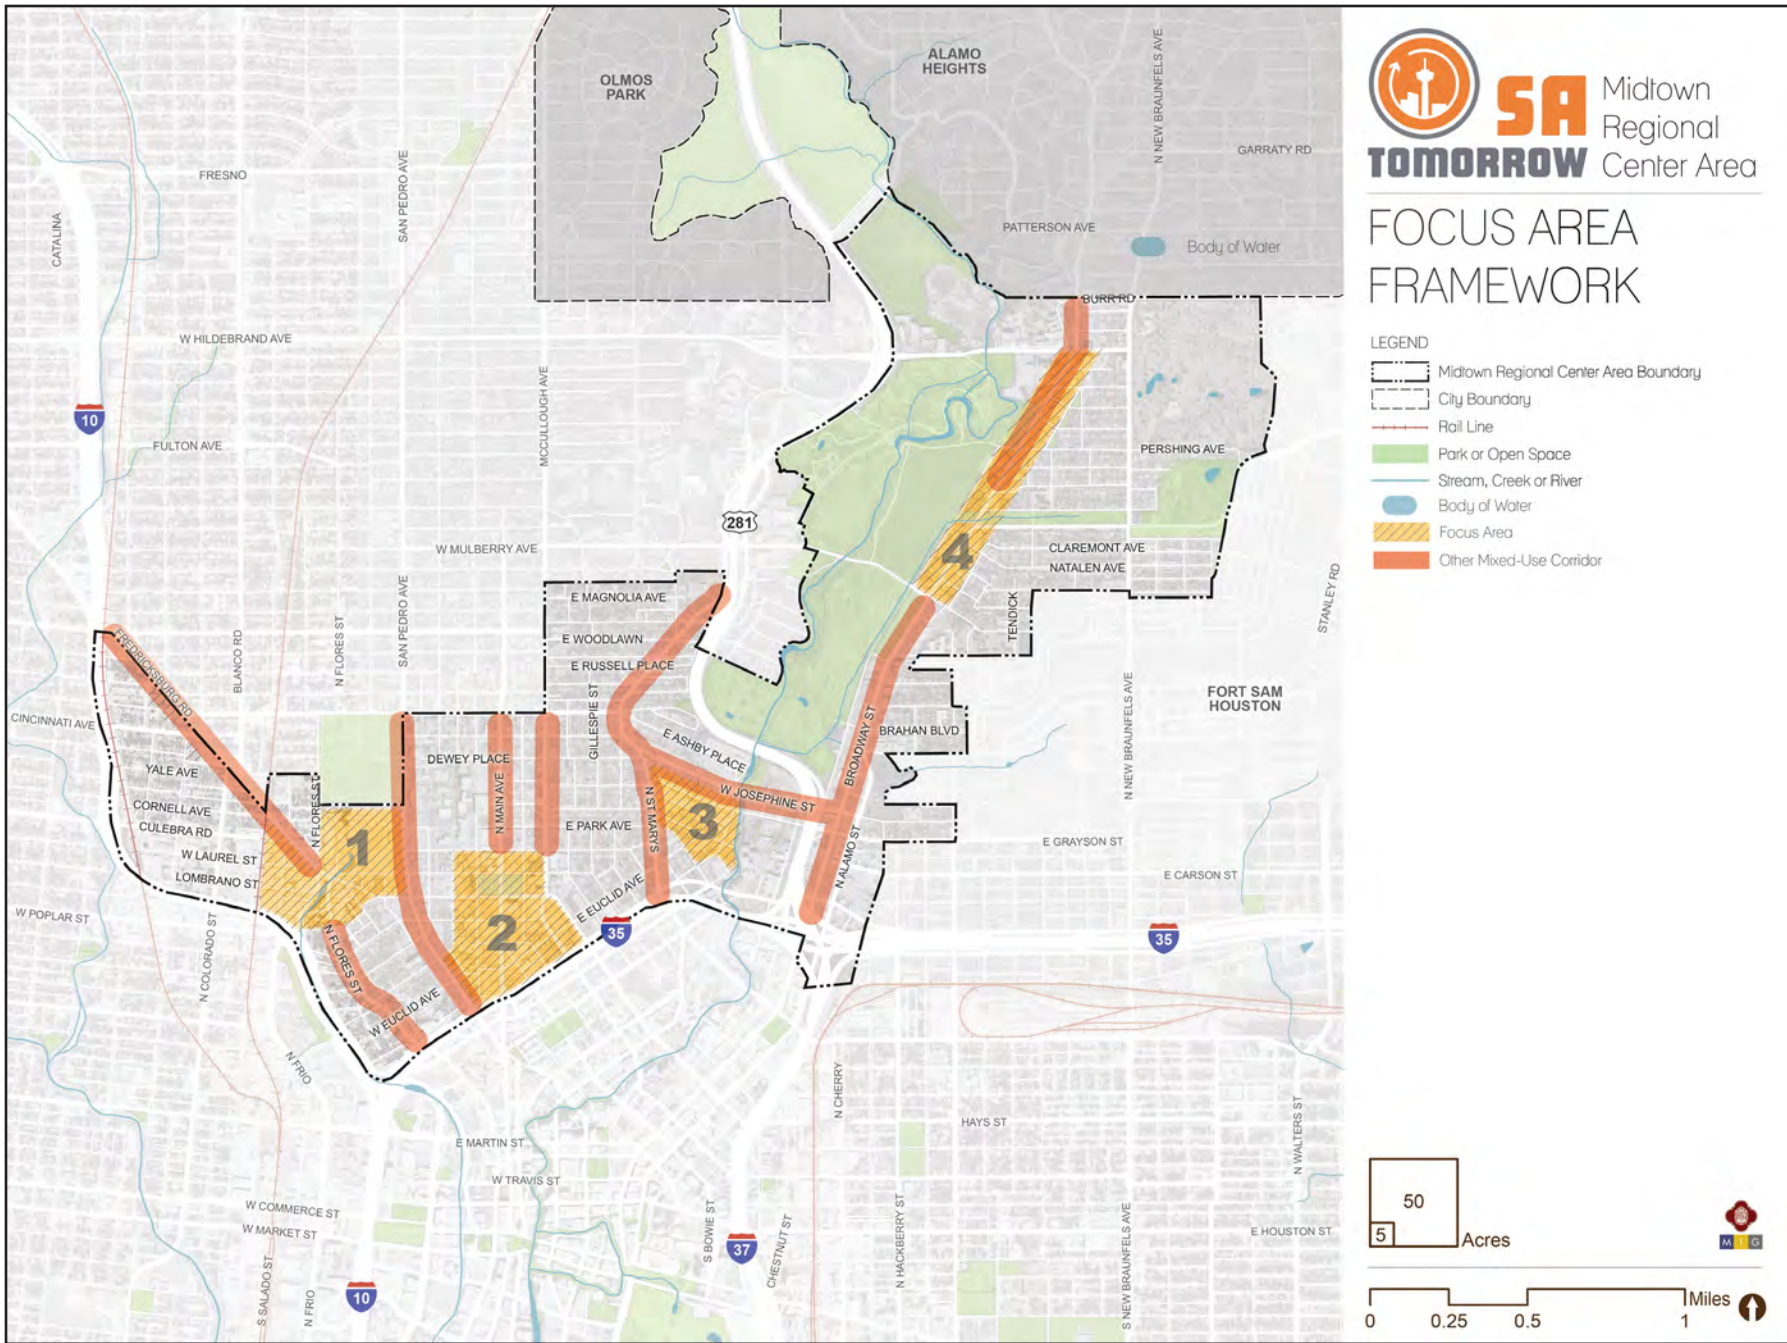 SA
TOMORROW
Midtown
Regional
Center Area
FOCUS AREA
FRAMEWORK
LEGEND
Midtown Regional Center Area Boundary
City Boundary
Rail Line
Park or Open Space
Stream, Creek or River
Body of Water
Focus Area
Other Mixed-Use Corridor
50
5
Acres
M I G
0
0.25
0.5
1
Miles
OLMOS
PARK
ALAMO
HEIGHTS
N NEW BRAUNFELS AVE
GARRATY RD
FRESNO
SAN PEDRO AVE
CATALINA
PATTERSON AVE
Body of Water
BURR RD
W HILDEBRAND AVE
10
MCCULLOUGH AVE
FULTON AVE
PERSHING AVE
281
W MULBERRY AVE
4
CLAREMONT AVE
NATALEN AVE
E MAGNOLIA AVE
TENDICK
STANLEY RD
FREDRICKSBURG RD
BLANCO RD
N FLORES ST
SAN PEDRO AVE
E WOODLAWN
E RUSSELL PLACE
GILLESPIE ST
FORT SAM
HOUSTON
CINCINNATI AVE
E ASHBY PLACE
BROADWAY ST
BRAHAN BLVD
N NEW BRAUNFELS AVE
DEWEY PLACE
YALE AVE
CORNELL AVE
CULEBRA RD
N FLORES ST
N MAIN AVE
W JOSEPHINE ST
E PARK AVE
N ST MARYS
3
1
W LAUREL ST
LOMBRANO ST
N ALAMO ST
E GRAYSON ST
E CARSON ST
W POPLAR ST
E EUCLID AVE
2
35
35
N COLORADO ST
N FLORES ST
W EUCLID AVE
N FRIO
N CHERRY
HAYS ST
N WALTERS ST
E MARTIN ST
W TRAVIS ST
W COMMERCE ST
W MARKET ST
S BOWIE ST
37
CHESTNUT ST
N HACKBERRY ST
S NEW BRAUNFELS AVE
E HOUSTON ST
S SALADO ST
N FRIO
10